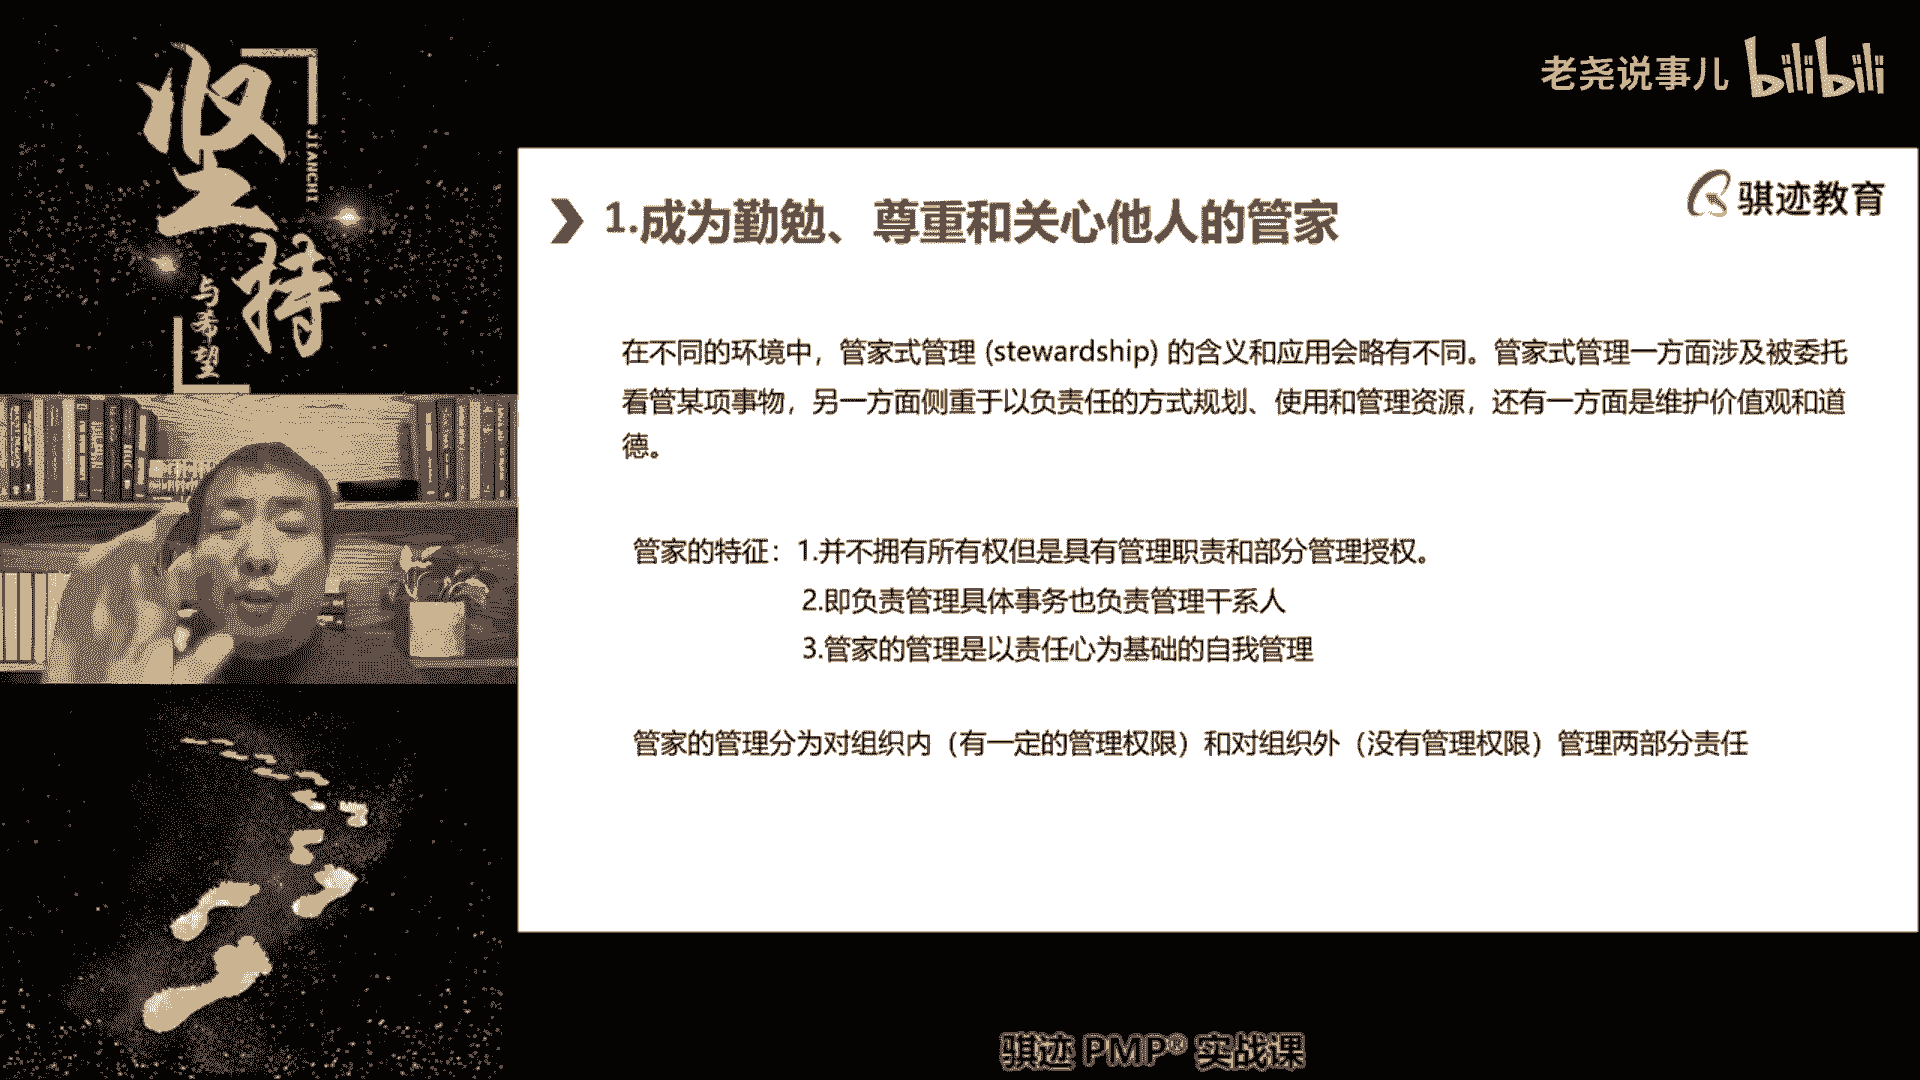 坚持
JIANCHI
与希望
老尧说事儿 bilibili
骐迹教育
1.成为勤勉、尊重和关心他人的管家
在不同的环境中，管家式管理 (stewardship) 的含义和应用会略有不同。管家式管理一方面涉及被委托
看管某项事物，另一方面侧重于以负责任的方式规划、使用和管理资源，还有一方面是维护价值观和道
德。
管家的特征：1.并不拥有所有权但是具有管理职责和部分管理授权。
2.即负责管理具体事务也负责管理干系人
3.管家的管理是以责任心为基础的自我管理
管家的管理分为对组织内（有一定的管理权限）和对组织外（没有管理权限）管理两部分责任
骐迹 PMP® 实战课